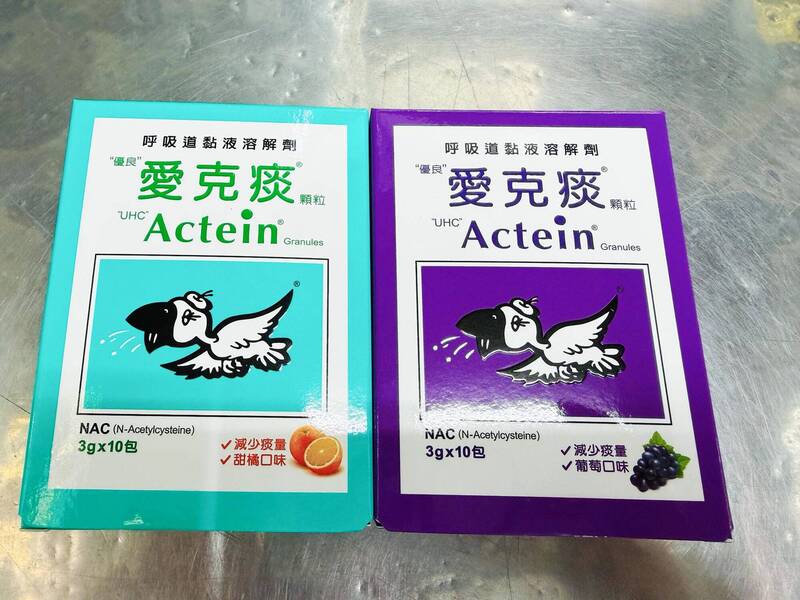 呼吸道黏液溶解劑
“優良”愛克痰® 顆粒
“UHC” Actein® Granules
®
NAC (N-Acetylcysteine)
3gx10包
✓減少痰量
✓甜橘口味
呼吸道黏液溶解劑
“優良”愛克痰® 顆粒
“UHC” Actein® Granules
®
NAC (N-Acetylcysteine)
3gx10包
✓減少痰量
✓葡萄口味